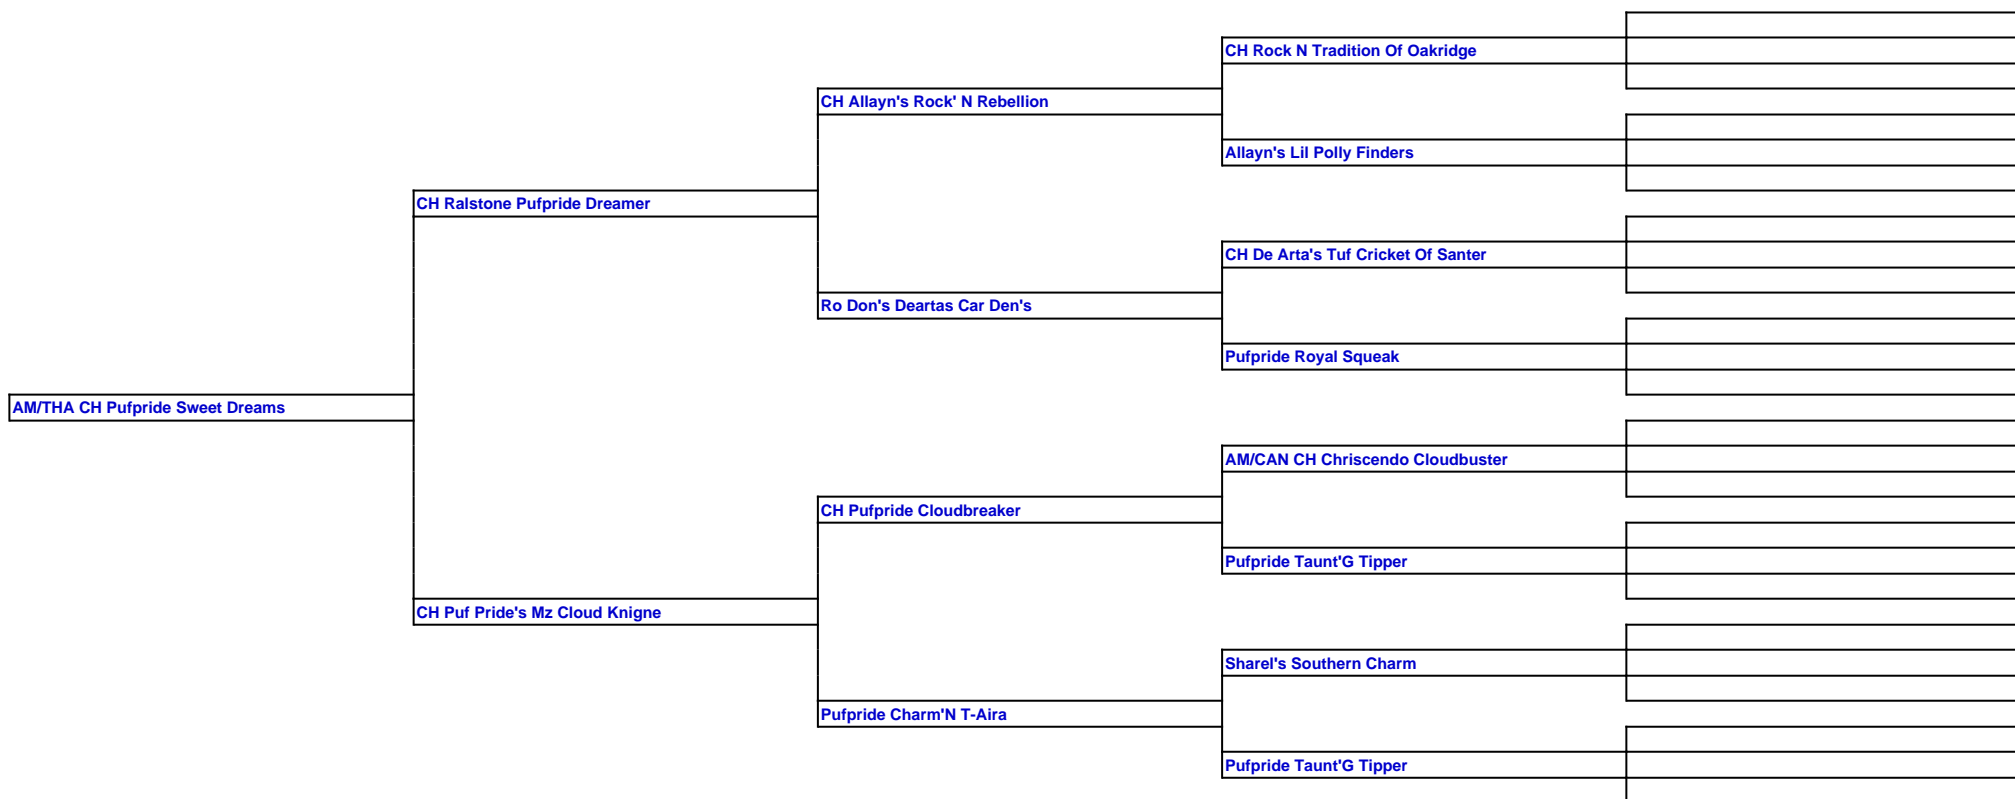 CH Rock N Tradition Of Oakridge
CH Allayn's Rock' N Rebellion
Allayn's Lil Polly Finders
CH Ralstone Pufpride Dreamer
CH De Arta's Tuf Cricket Of Santer
Ro Don's Deartas Car Den's
Pufpride Royal Squeak
AM/THA CH Pufpride Sweet Dreams
AM/CAN CH Chriscendo Cloudbuster
CH Pufpride Cloudbreaker
Pufpride Taunt'G Tipper
CH Puf Pride's Mz Cloud Knigne
Sharel's Southern Charm
Pufpride Charm'N T-Aira
Pufpride Taunt'G Tipper